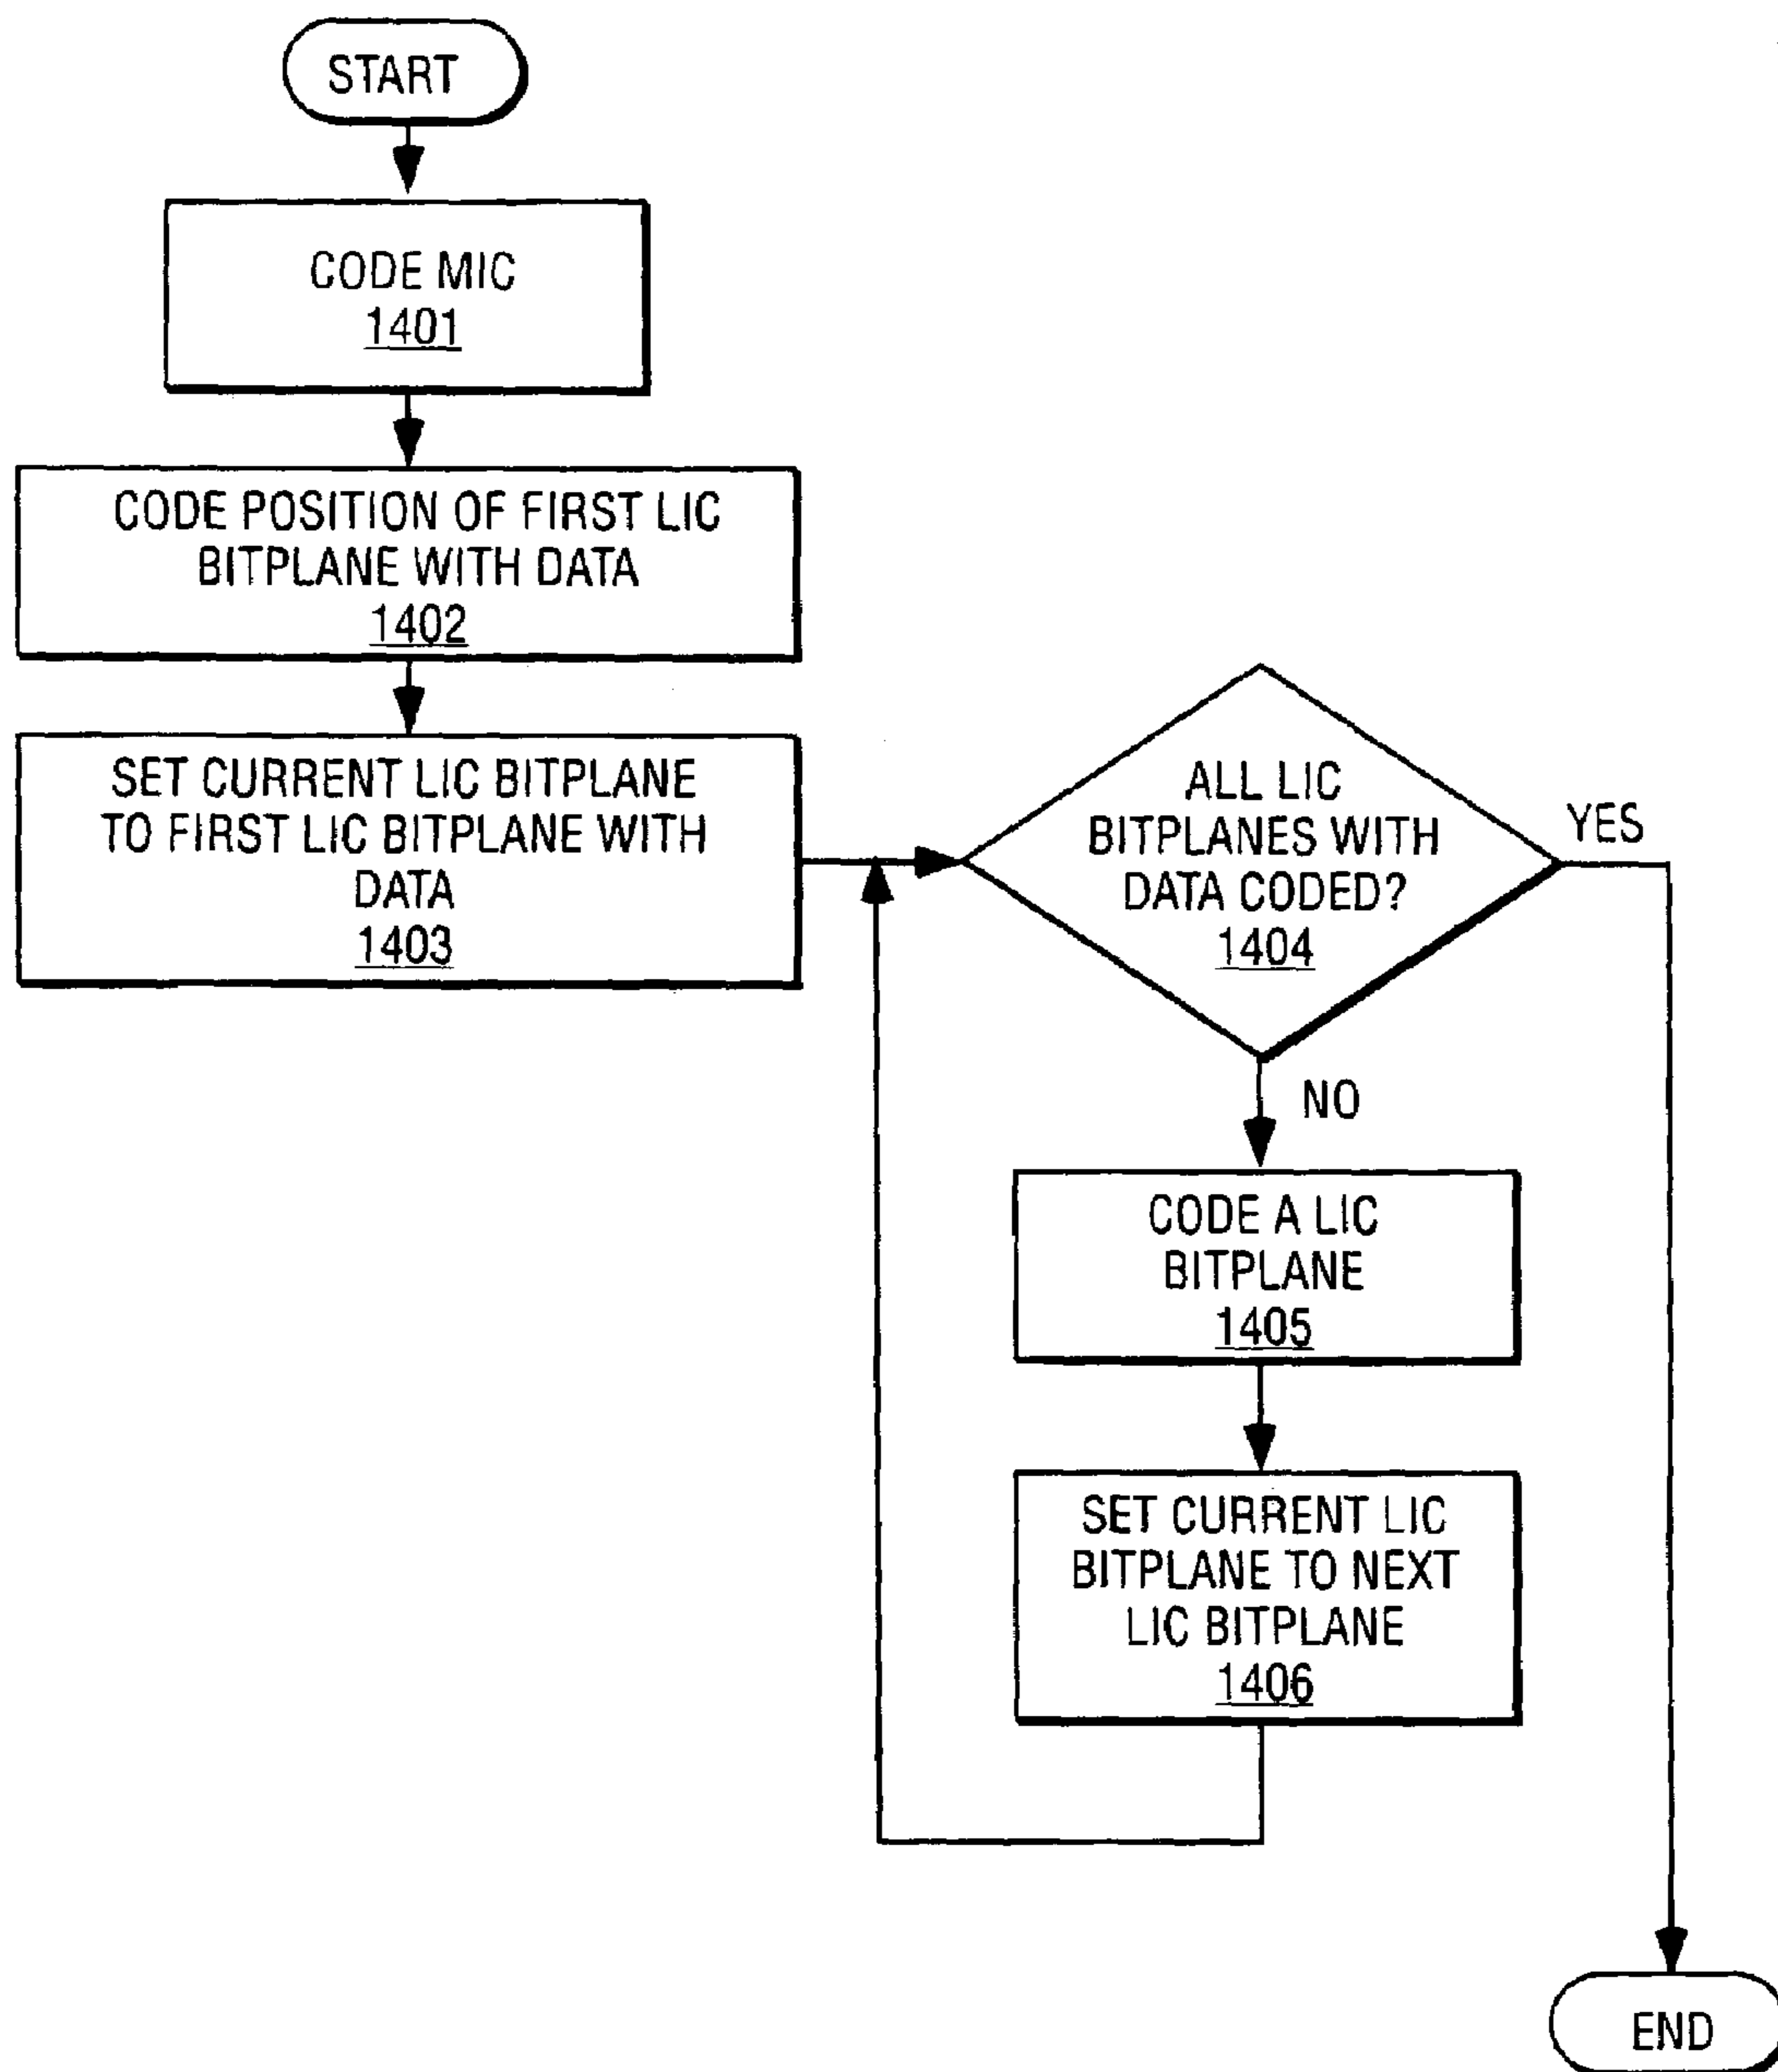 START
CODE MIC
1401
CODE POSITION OF FIRST LIC
BITPLANE WITH DATA
1402
SET CURRENT LIC BITPLANE
TO FIRST LIC BITPLANE WITH
DATA
1403
ALL LIC
BITPLANES WITH
DATA CODED?
1404
YES
NO
CODE A LIC
BITPLANE
1405
SET CURRENT LIC
BITPLANE TO NEXT
LIC BITPLANE
1406
END